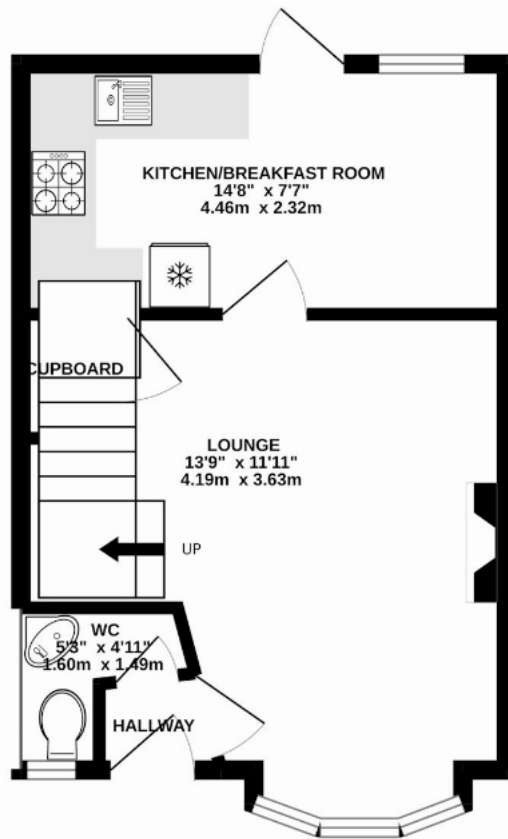 KITCHEN/BREAKFAST ROOM
14'8" x 7'7"
4.46m x 2.32m
CUPBOARD
LOUNGE
13'9" x 11'11"
4.19m x 3.63m
UP
WC
5'3" x 4'11"
1.60m x 1.49m
HALLWAY